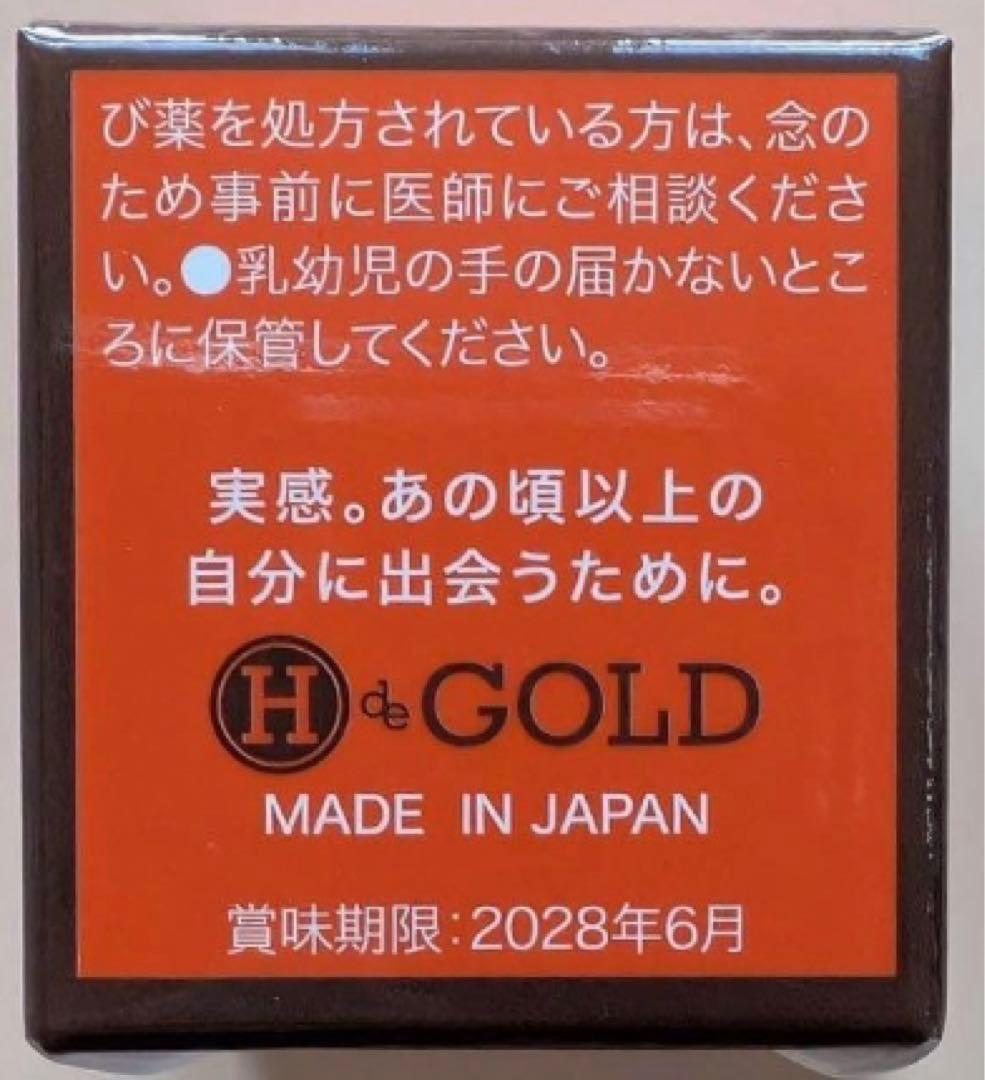 び薬を処方されている方は、念の
ため事前に医師にご相談くださ
い。●乳幼児の手の届かないとこ
ろに保管してください。
実感。あの頃以上の
自分に出会うために。
H de GOLD
MADE IN JAPAN
賞味期限:2028年6月